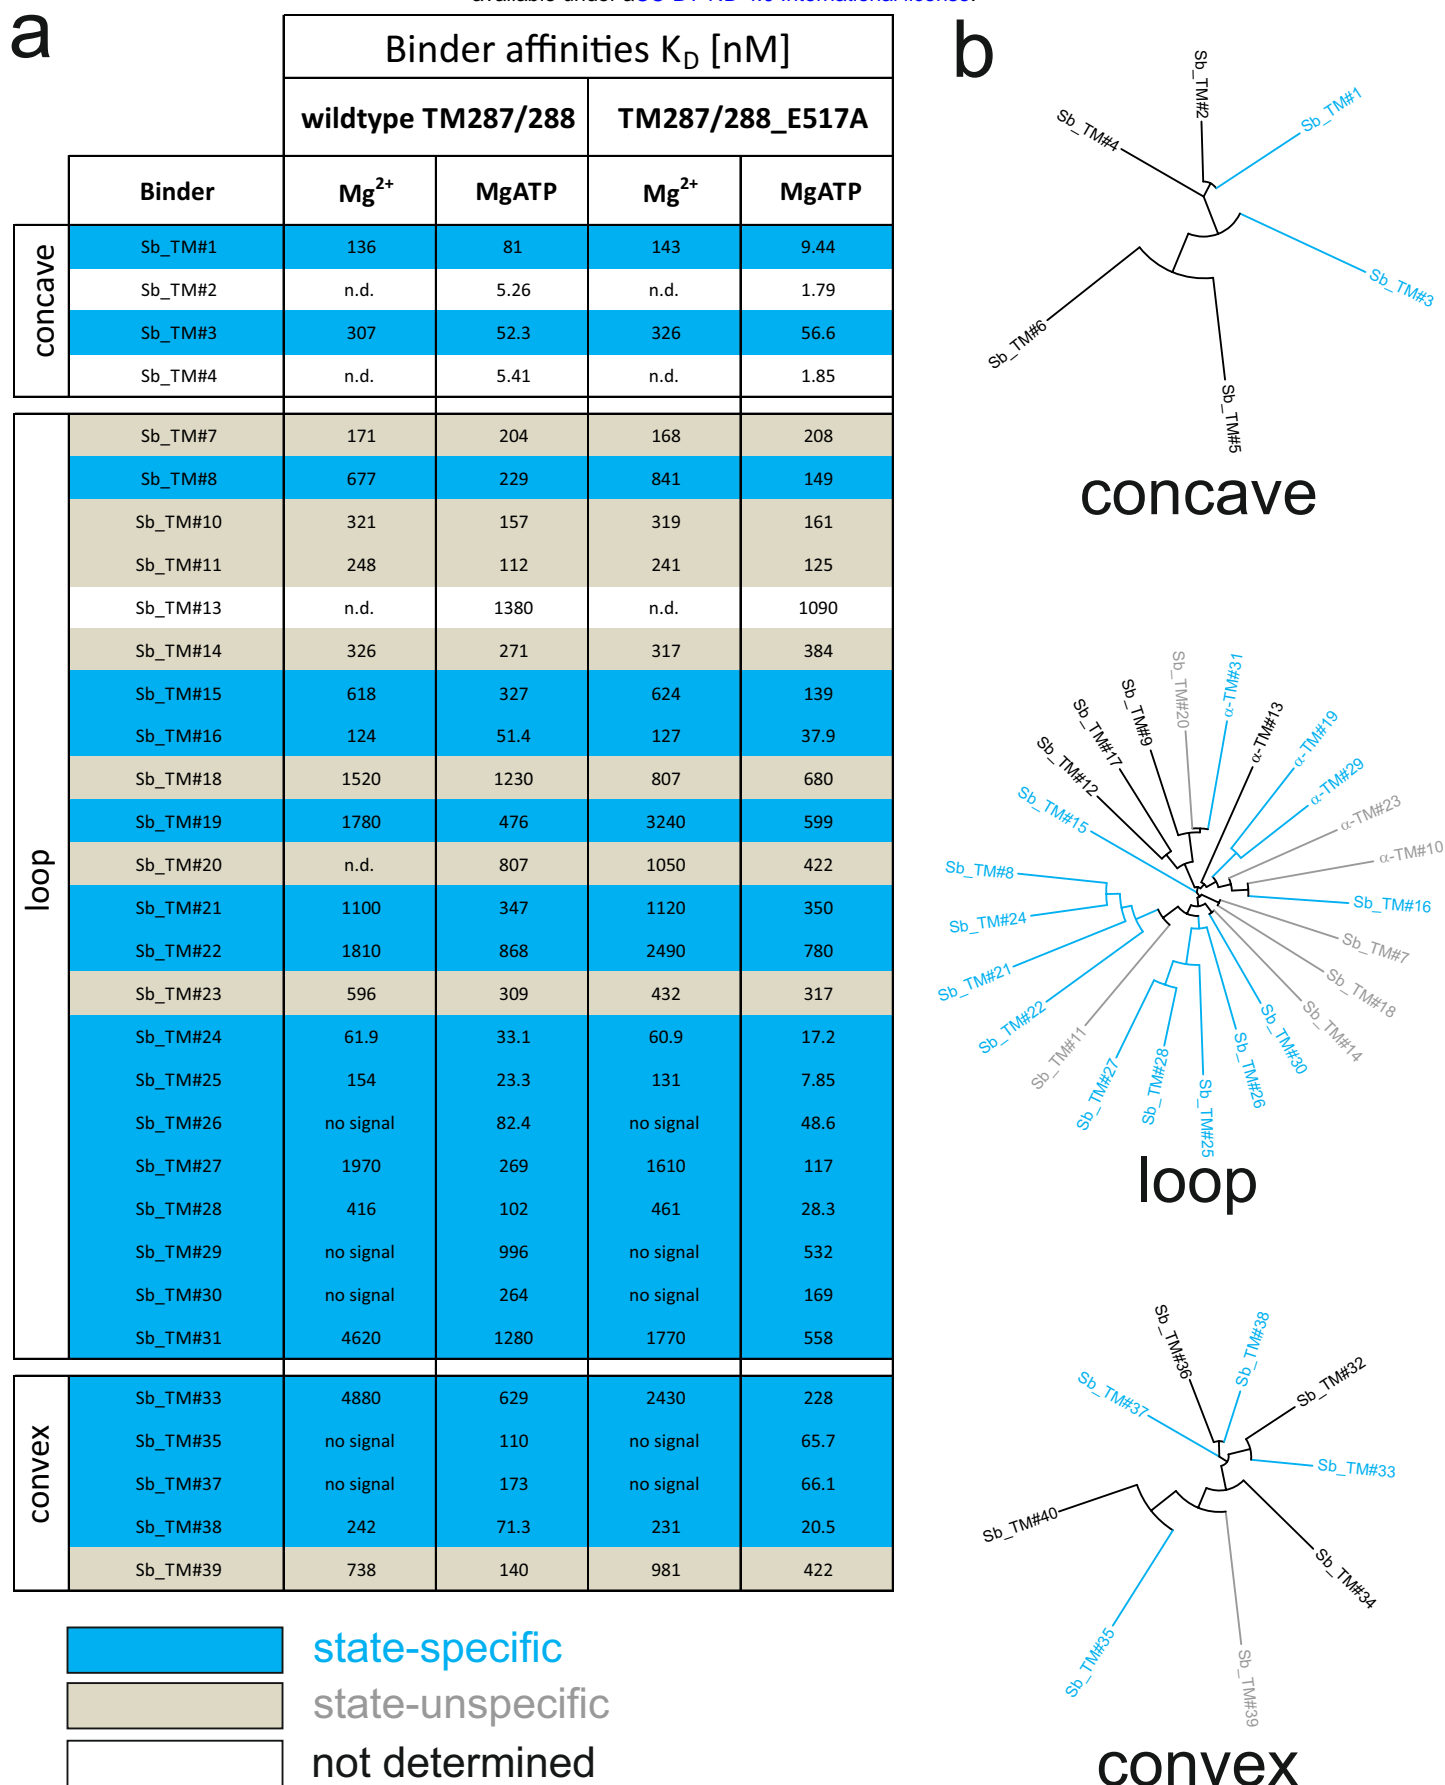 a
Binder affinities KD [nM]
wildtype TM287/288 TM287/288_E517A
Binder Mg2+ MgATP Mg2+ MgATP
concave
Sb_TM#1 136 81 143 9.44
Sb_TM#2 n.d. 5.26 n.d. 1.79
Sb_TM#3 307 52.3 326 56.6
Sb_TM#4 n.d. 5.41 n.d. 1.85
loop
Sb_TM#7 171 204 168 208
Sb_TM#8 677 229 841 149
Sb_TM#10 321 157 319 161
Sb_TM#11 248 112 241 125
Sb_TM#13 n.d. 1380 n.d. 1090
Sb_TM#14 326 271 317 384
Sb_TM#15 618 327 624 139
Sb_TM#16 124 51.4 127 37.9
Sb_TM#18 1520 1230 807 680
Sb_TM#19 1780 476 3240 599
Sb_TM#20 n.d. 807 1050 422
Sb_TM#21 1100 347 1120 350
Sb_TM#22 1810 868 2490 780
Sb_TM#23 596 309 432 317
Sb_TM#24 61.9 33.1 60.9 17.2
Sb_TM#25 154 23.3 131 7.85
Sb_TM#26 no signal 82.4 no signal 48.6
Sb_TM#27 1970 269 1610 117
Sb_TM#28 416 102 461 28.3
Sb_TM#29 no signal 996 no signal 532
Sb_TM#30 no signal 264 no signal 169
Sb_TM#31 4620 1280 1770 558
convex
Sb_TM#33 4880 629 2430 228
Sb_TM#35 no signal 110 no signal 65.7
Sb_TM#37 no signal 173 no signal 66.1
Sb_TM#38 242 71.3 231 20.5
Sb_TM#39 738 140 981 422
state-specific
state-unspecific
not determined
b
Sb_TM#2
Sb_TM#1
Sb_TM#4
Sb_TM#3
Sb_TM#6
Sb_TM#5
concave
Sb_TM#20
α-TM#31
Sb_TM#9
α-TM#13
Sb_TM#17
α-TM#19
Sb_TM#12
α-TM#29
Sb_TM#15
α-TM#23
α-TM#10
Sb_TM#8
Sb_TM#16
Sb_TM#24
Sb_TM#7
Sb_TM#21
Sb_TM#18
Sb_TM#22
Sb_TM#14
Sb_TM#11
Sb_TM#30
Sb_TM#27
Sb_TM#28
Sb_TM#26
Sb_TM#25
loop
Sb_TM#36
Sb_TM#38
Sb_TM#37
Sb_TM#32
Sb_TM#33
Sb_TM#40
Sb_TM#34
Sb_TM#35
Sb_TM#39
convex